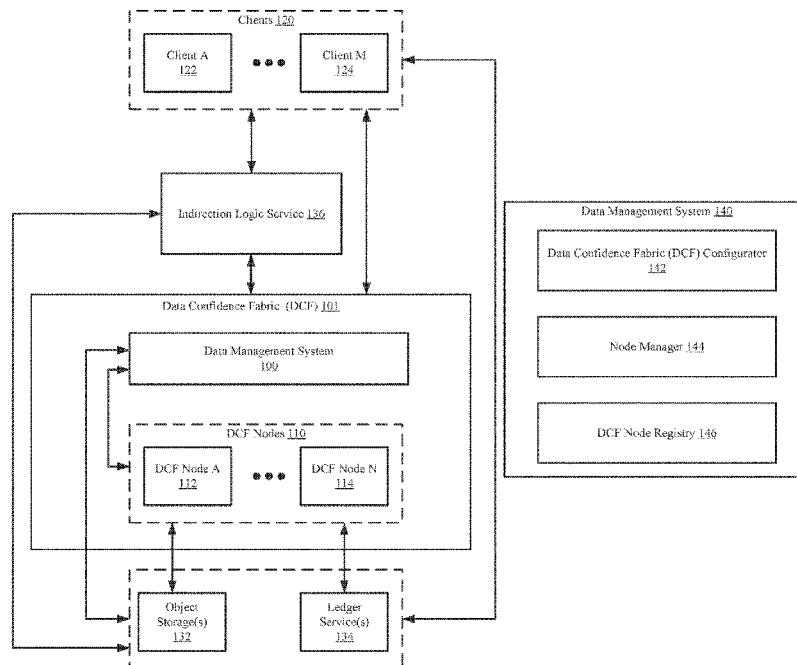 Clients 120
Client A
122
Client M
124
Indirection Logic Service 136
Data Confidence Fabric (DCF) 101
Data Management System
100
DCF Nodes 110
DCF Node A
112
DCF Node N
114
Object
Storage(s)
132
Ledger
Service(s)
134
Data Management System 140
Data Confidence Fabric (DCF) Configurator
142
Node Manager 144
DCF Node Registry 146